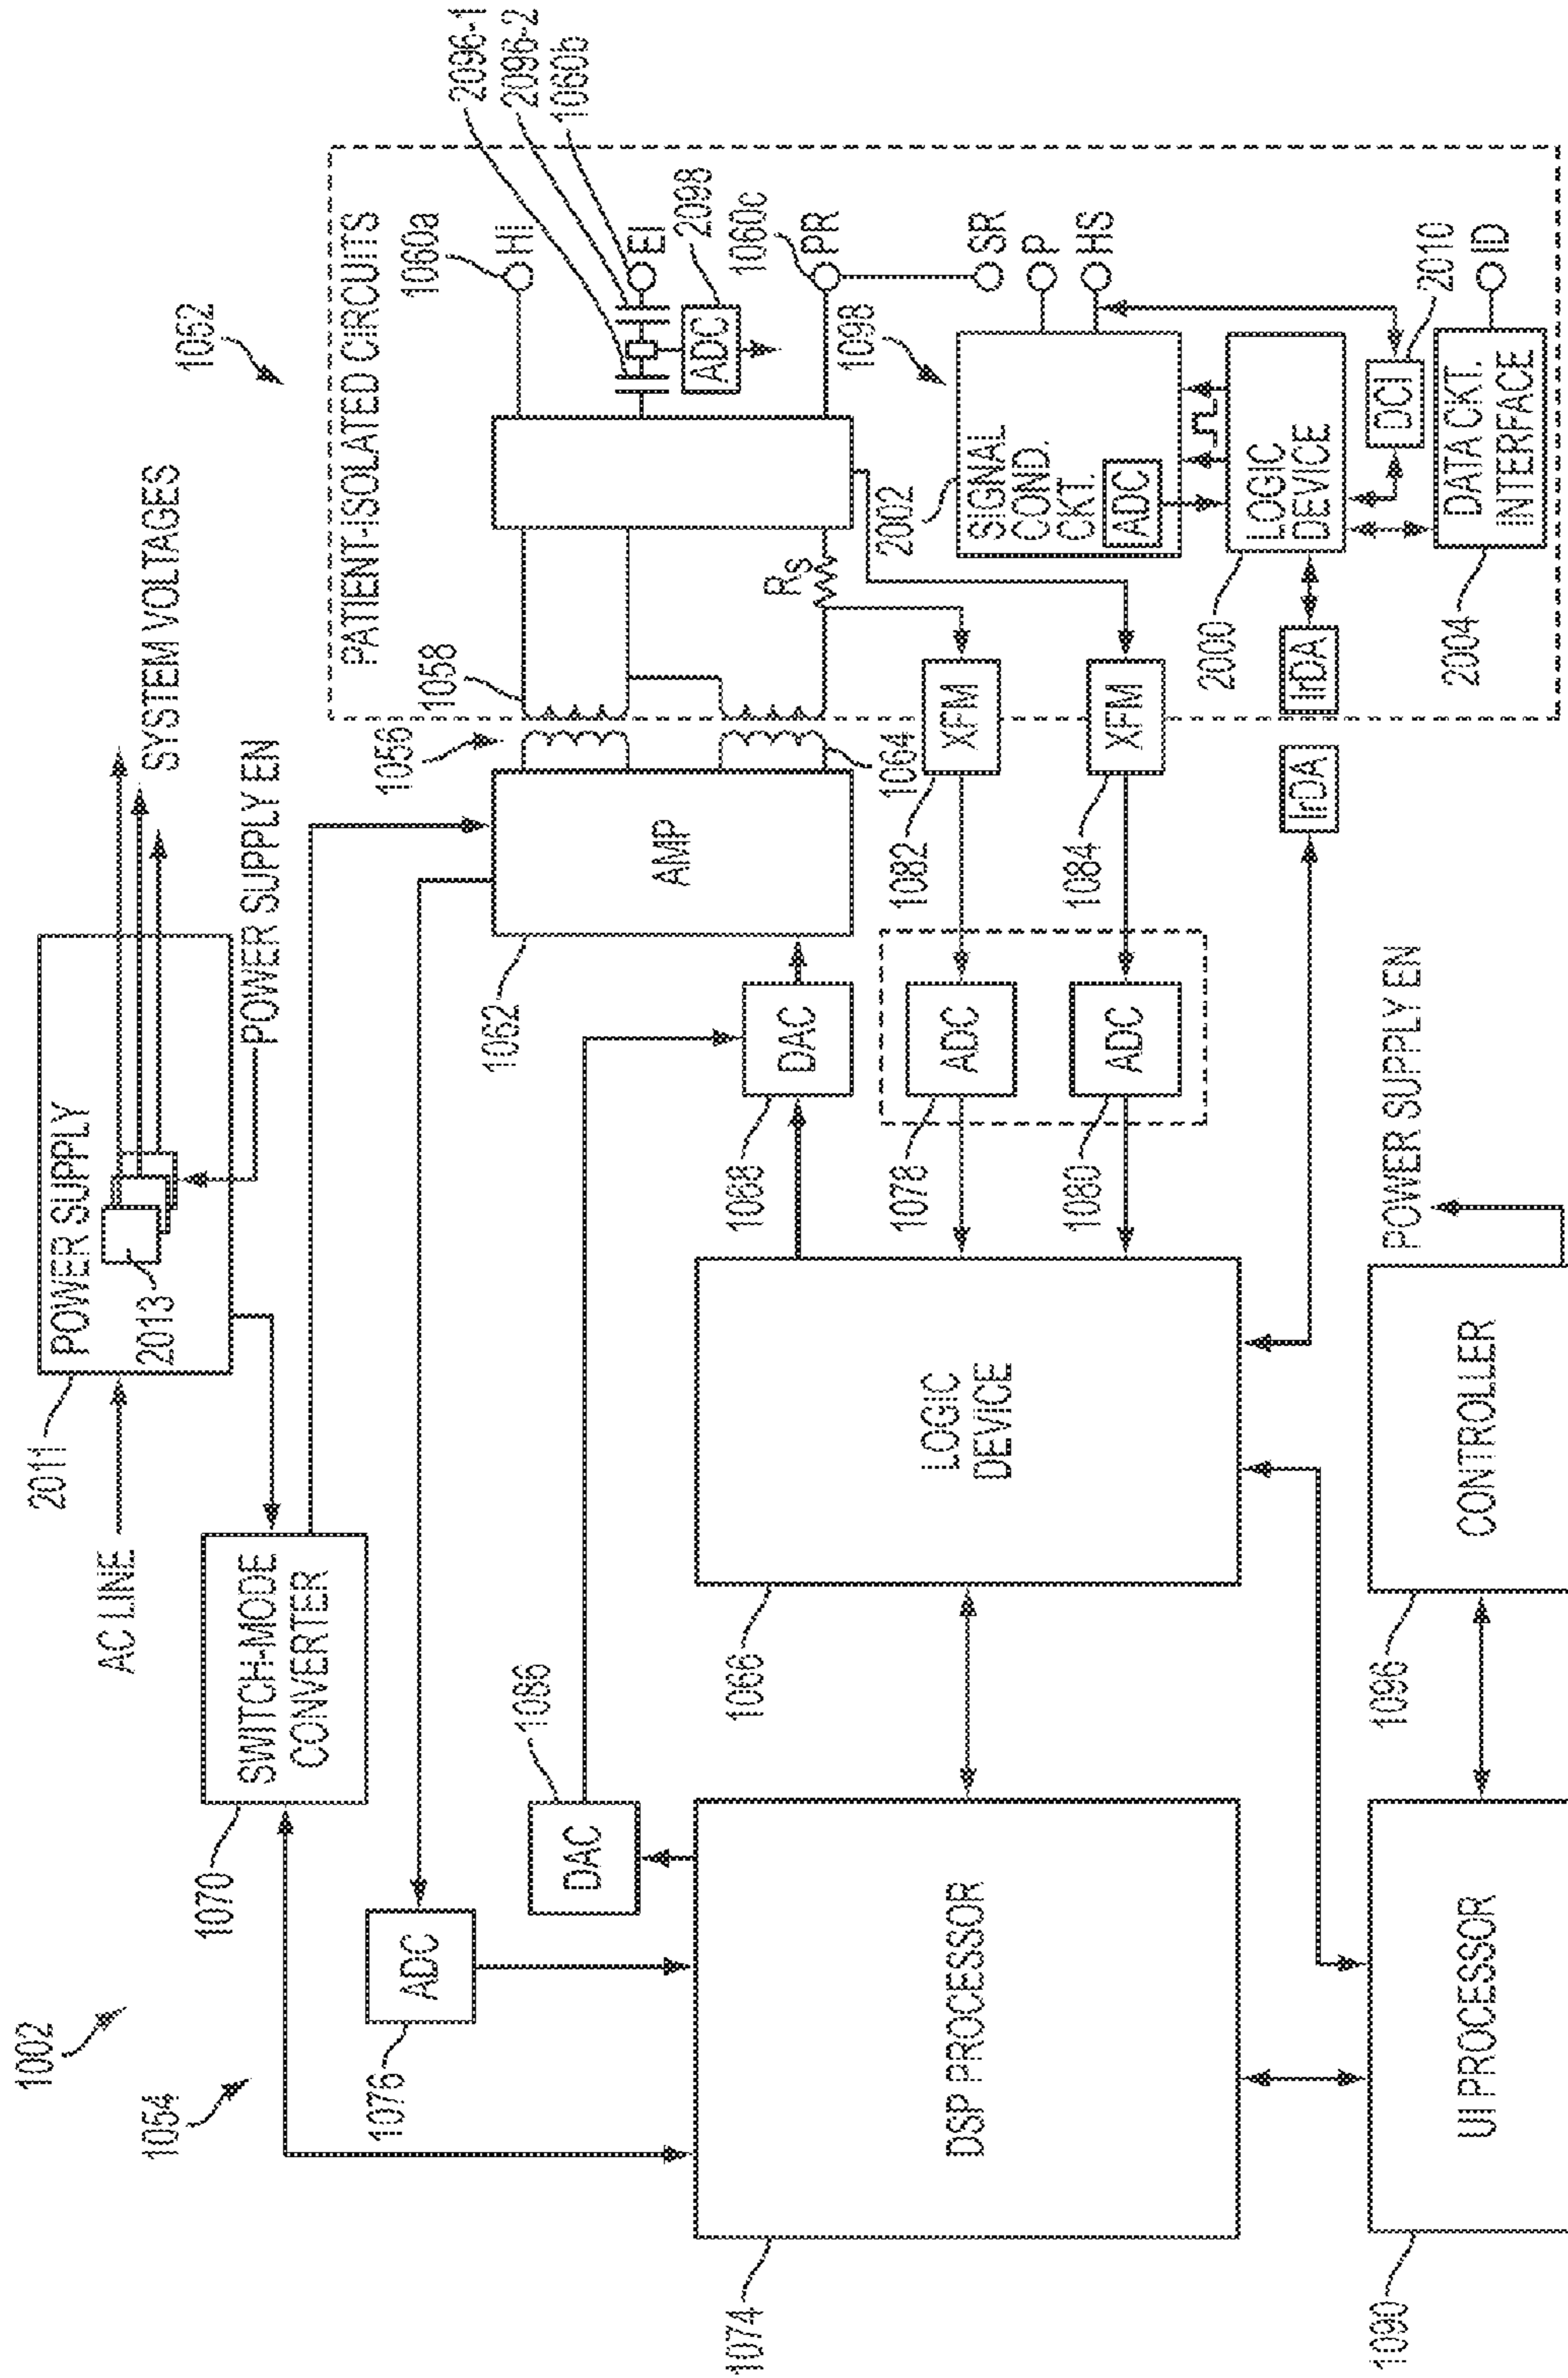 1002
1054
1052
AC LINE
2011
POWER SUPPLY
2013
SYSTEM VOLTAGES
POWER SUPPLY EN
1070
SWITCH-MODE
CONVERTER
1076
ADC
1086
DAC
1062
AMP
1056
1058
1064
PATIENT-ISOLATED CIRCUITS
1060a
HI
2096-1
2096-2
1060b
EI
2098
ADC
1060c
PR
RS
SR
P
HS
1098
2002
SIGNAL
COND.
CKT.
ADC
1068
DAC
1078
ADC
1082
XFM
1080
ADC
1084
XFM
1074
DSP PROCESSOR
1066
LOGIC
DEVICE
IrDA
IrDA
2000
LOGIC
DEVICE
DCI
2010
2004
DATA CKT.
INTERFACE
ID
1090
UI PROCESSOR
1096
CONTROLLER
POWER SUPPLY EN